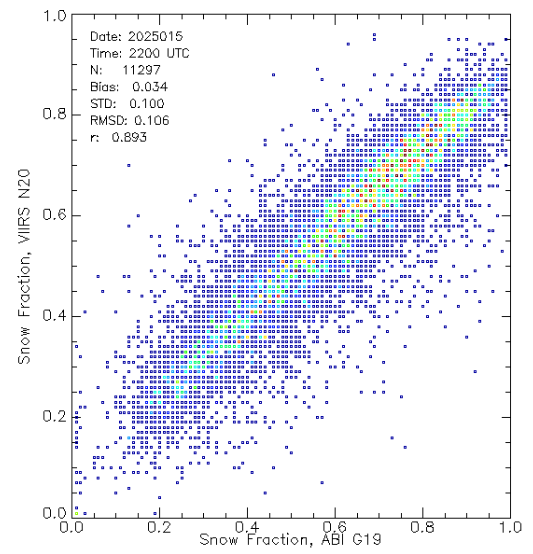 1.0
Date: 2025015
Time: 2200 UTC
N: 11297
Bias: 0.034
STD: 0.100
RMSD: 0.106
r: 0.893
0.8
0.6
0.4
0.2
0.0
Snow Fraction, VIIRS N20
0.0 0.2 0.4 0.6 0.8 1.0
Snow Fraction, ABI G19